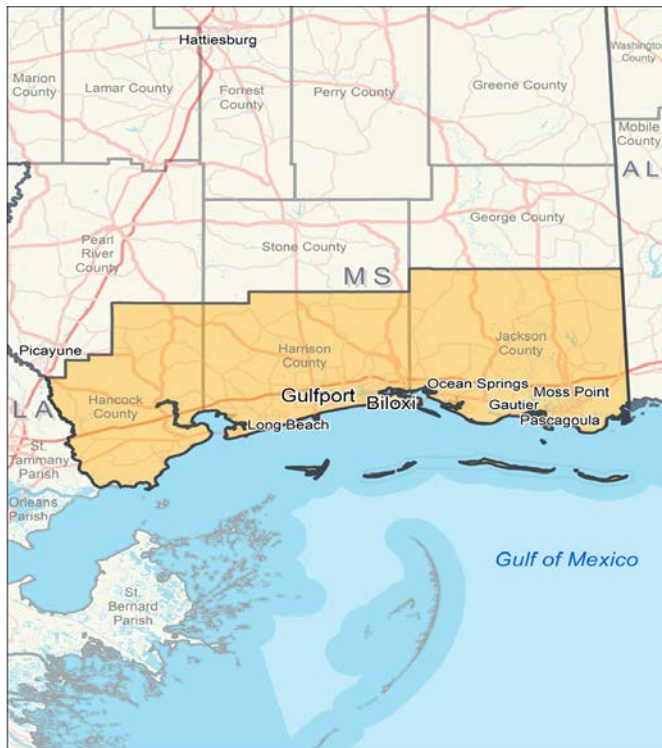 Hattiesburg
Marion
County
Lamar County
Forrest
County
Perry County
Greene County
Washington
County
Mobile
County
AL
Pearl
River
County
Stone County
George County
MS
Picayune
Harrison
County
Jackson
County
LA
Hancock
County
Gulfport
Biloxi
Ocean Springs
Moss Point
Gautier
Pascagoula
Long Beach
St.
Tammany
Parish
Orleans
Parish
Gulf of Mexico
St.
Bernard
Parish